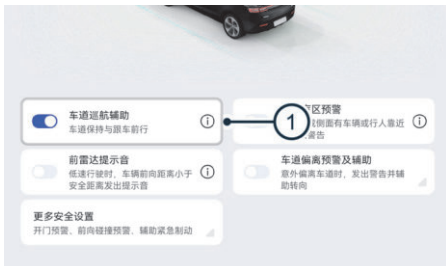 车道巡航辅助
车道保持与跟车前行
1
区预警
侧面有车辆或行人靠近
警告
前雷达提示音
低速行驶时，车辆前向距离小于
安全距离发出提示音
车道偏离预警及辅助
意外偏离车道时，发出警告并辅
助转向
更多安全设置
开门预警、前向碰撞预警、辅助紧急制动